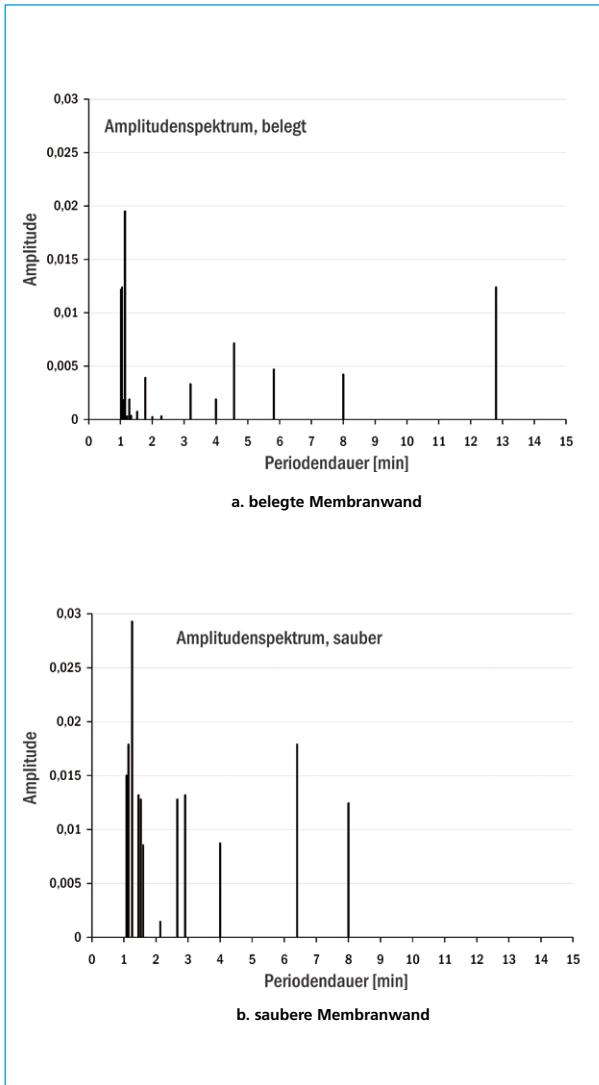 Amplitudenspektrum, belegt
Amplitude
0,03
0,025
0,02
0,015
0,01
0,005
0
0 1 2 3 4 5 6 7 8 9 10 11 12 13 14 15
Periodendauer [min]
a. belegte Membranwand
Amplitudenspektrum, sauber
Amplitude
0,03
0,025
0,02
0,015
0,01
0,005
0
0 1 2 3 4 5 6 7 8 9 10 11 12 13 14 15
Periodendauer [min]
b. saubere Membranwand